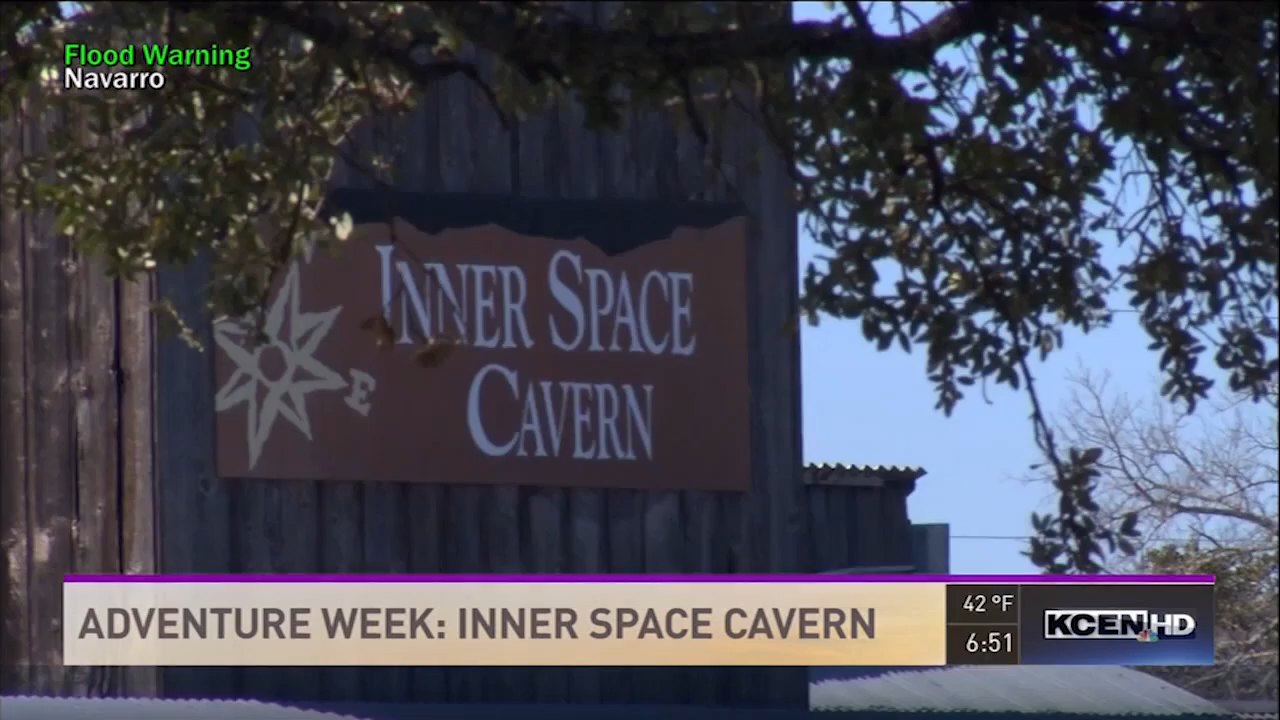 Flood Warning
Navarro
INNER SPACE
CAVERN
E
ADVENTURE WEEK: INNER SPACE CAVERN
42 °F
6:51
KCEN HD